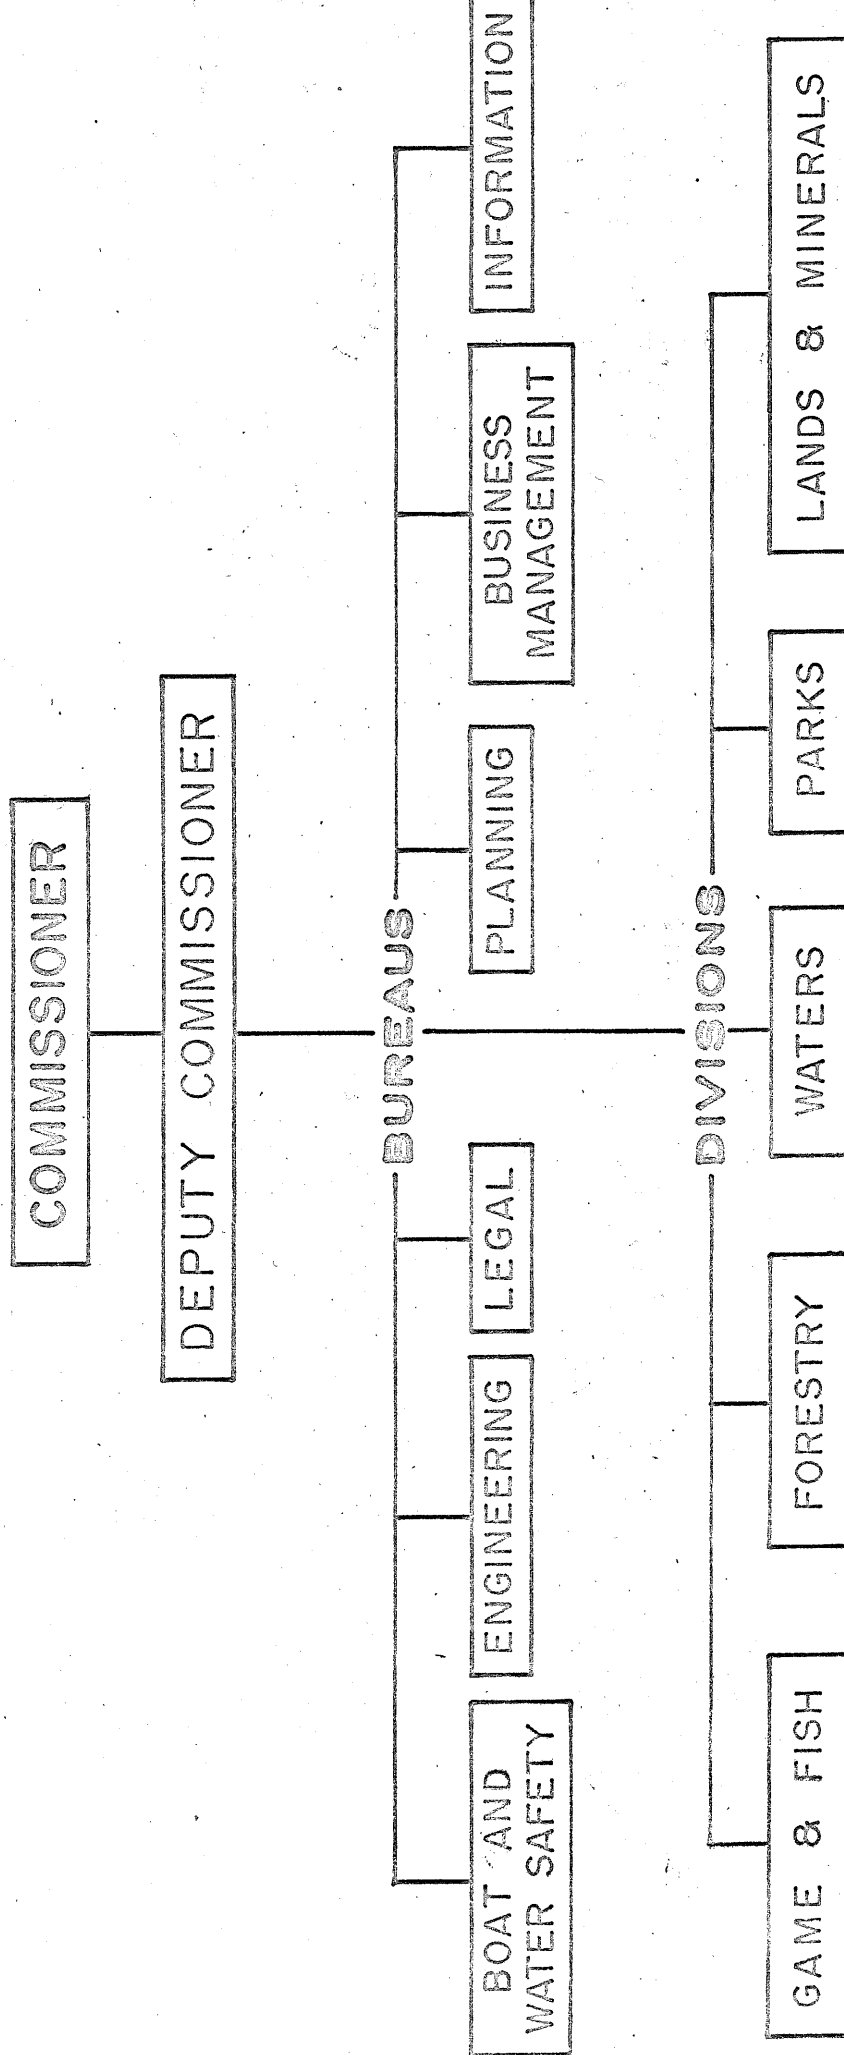 COMMISSIONER
DEPUTY COMMISSIONER
BUREAUS
BOAT AND
WATER SAFETY
ENGINEERING
LEGAL
PLANNING
BUSINESS
MANAGEMENT
INFORMATION
DIVISIONS
GAME & FISH
FORESTRY
WATERS
PARKS
LANDS & MINERALS